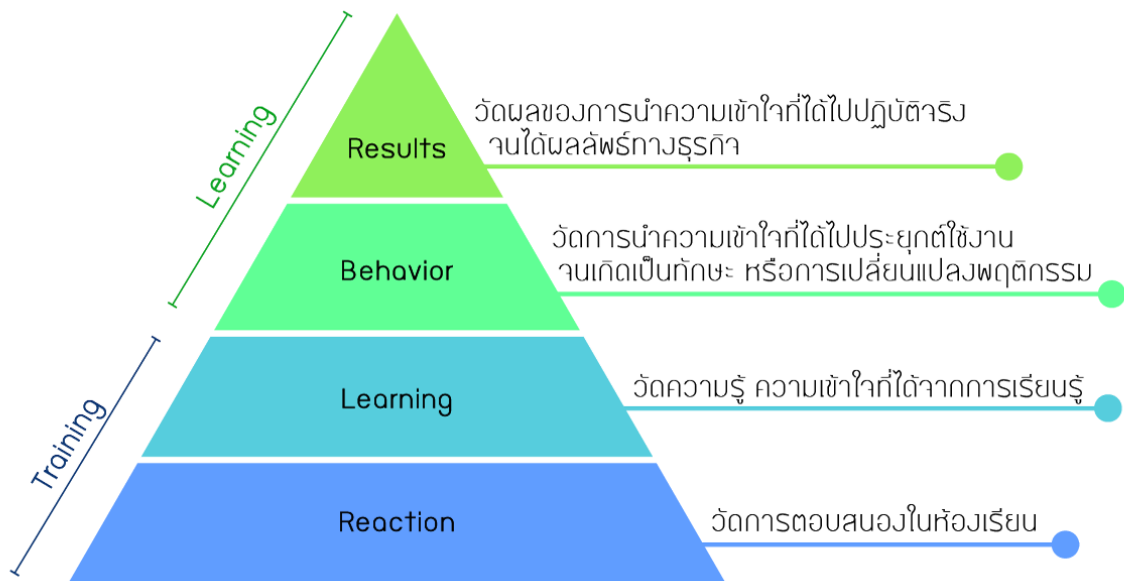 Learning
Results
วัดผลของการนำความเข้าใจที่ได้ไปปฏิบัติจริง
จนได้ผลลัพธ์ทางธุรกิจ
Behavior
วัดการนำความเข้าใจที่ได้ไปประยุกต์ใช้งาน
จนเกิดเป็นทักษะ หรือการเปลี่ยนแปลงพฤติกรรม
Training
Learning
วัดความรู้ ความเข้าใจที่ได้จากการเรียนรู้
Reaction
วัดการตอบสนองในห้องเรียน